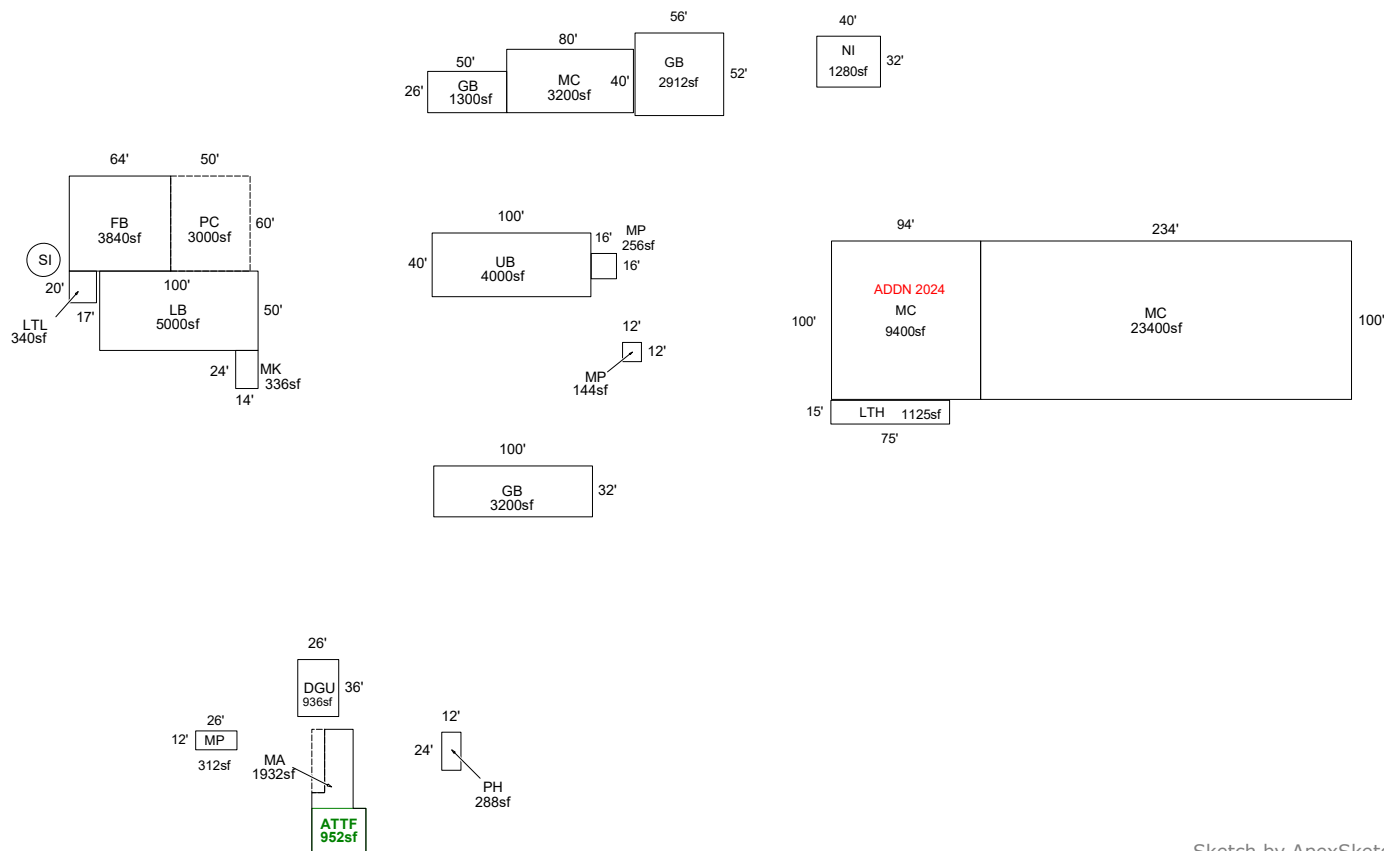 56'
40'
80'
50'
26'
GB
1300sf
MC
3200sf
40'
GB
2912sf
52'
NI
1280sf
32'
64'
50'
FB
3840sf
PC
3000sf
60'
SI
20'
17'
LTL
340sf
100'
LB
5000sf
50'
24'
MK
336sf
14'
100'
40'
UB
4000sf
16'
MP
256sf
16'
12'
12'
MP
144sf
94'
234'
100'
ADDN 2024
MC
9400sf
MC
23400sf
100'
15'
LTH
1125sf
75'
100'
GB
3200sf
32'
26'
DGU
936sf
36'
26'
12'
MP
312sf
MA
1932sf
12'
24'
PH
288sf
ATTF
952sf